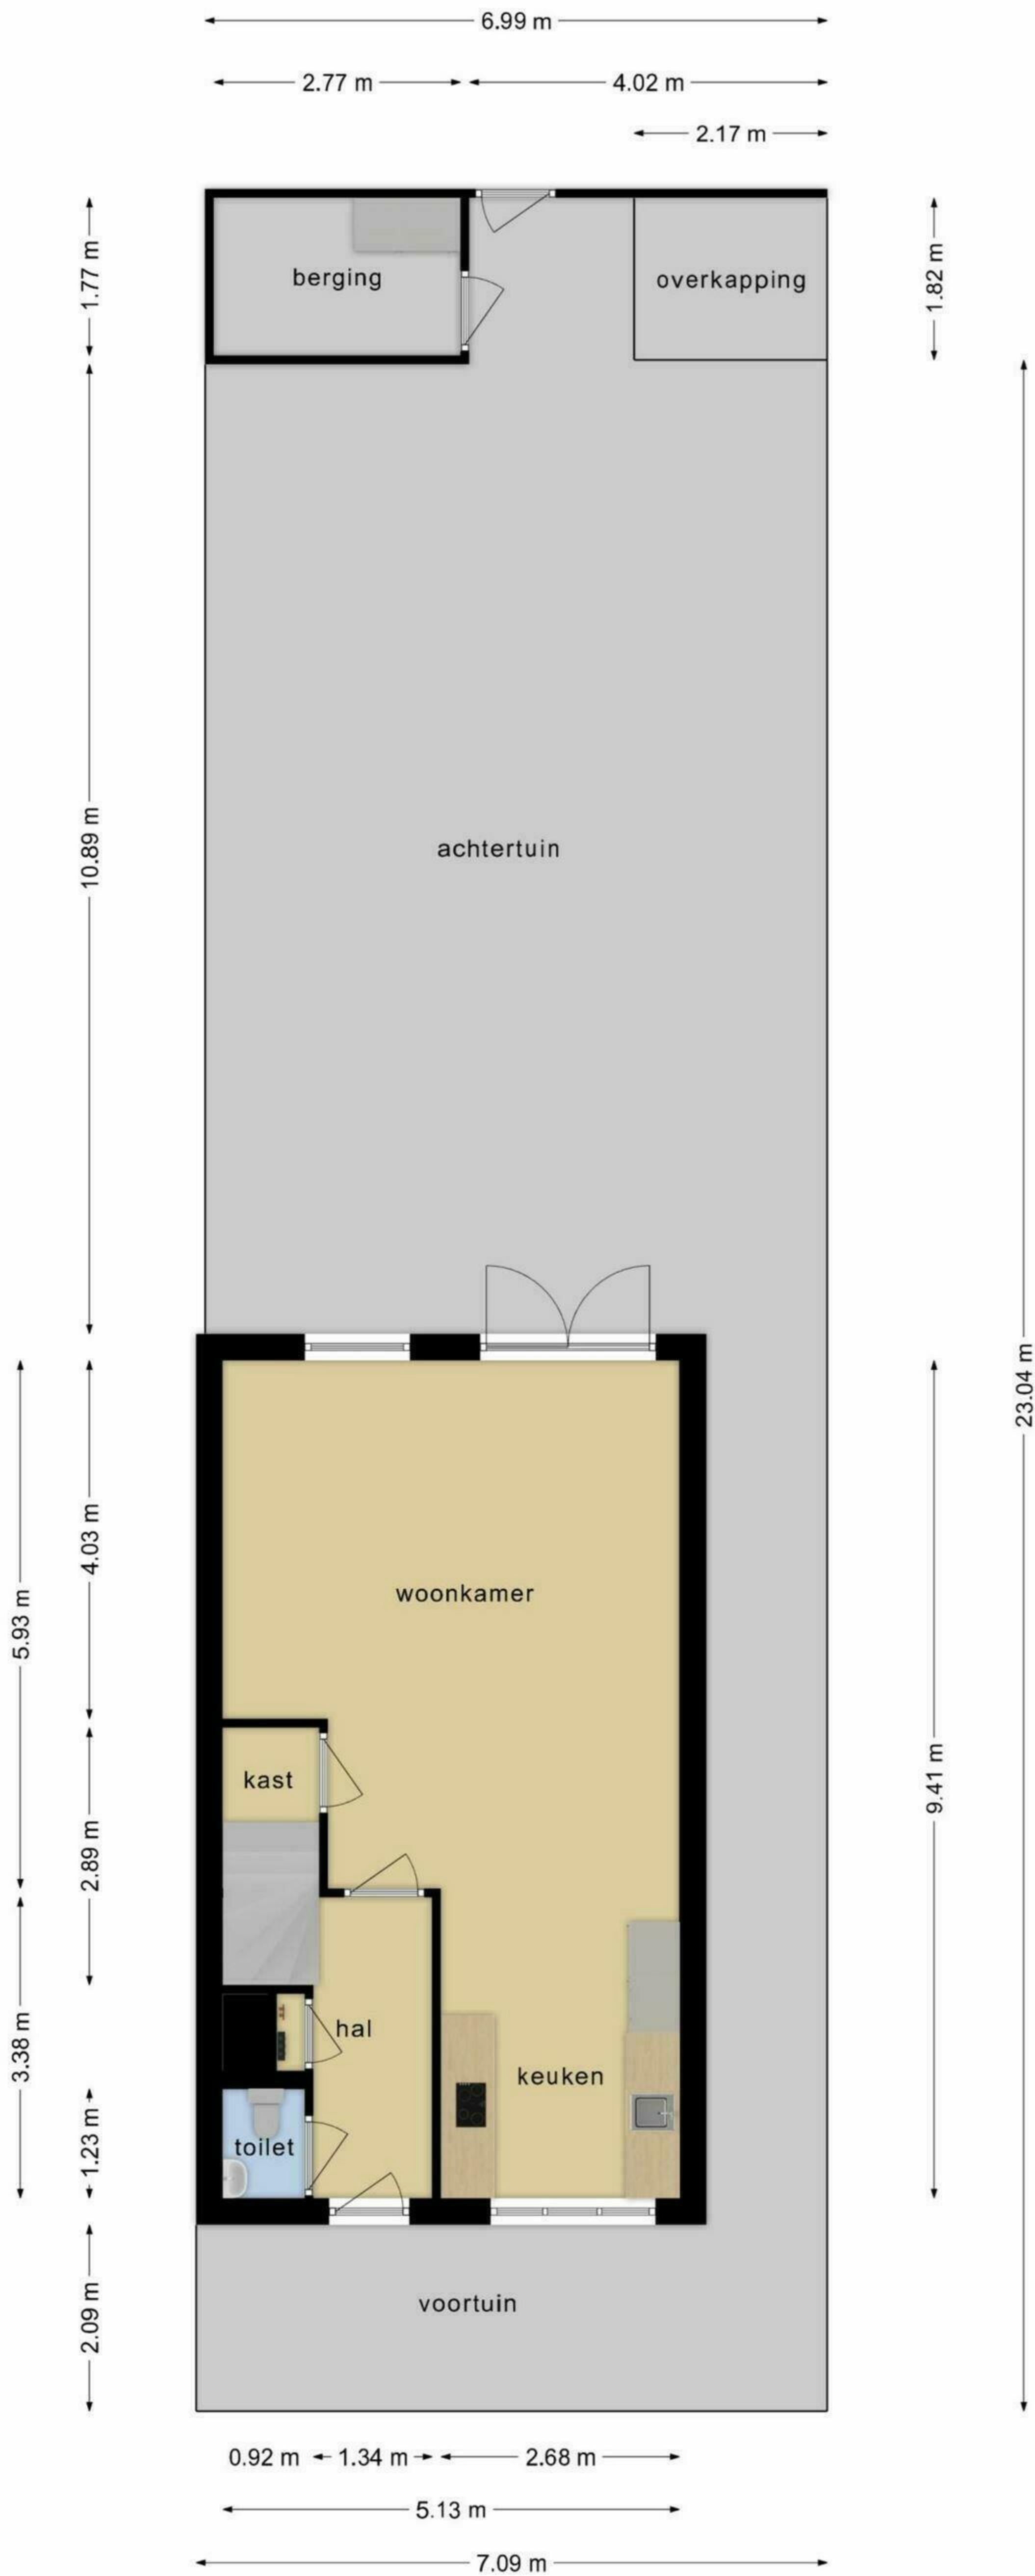 6.99 m
2.77 m
4.02 m
2.17 m
1.77 m
berging
overkapping
1.82 m
10.89 m
achtertuin
23.04 m
4.03 m
5.93 m
woonkamer
9.41 m
kast
2.89 m
hal
3.38 m
keuken
1.23 m
toilet
2.09 m
voortuin
0.92 m
1.34 m
2.68 m
5.13 m
7.09 m